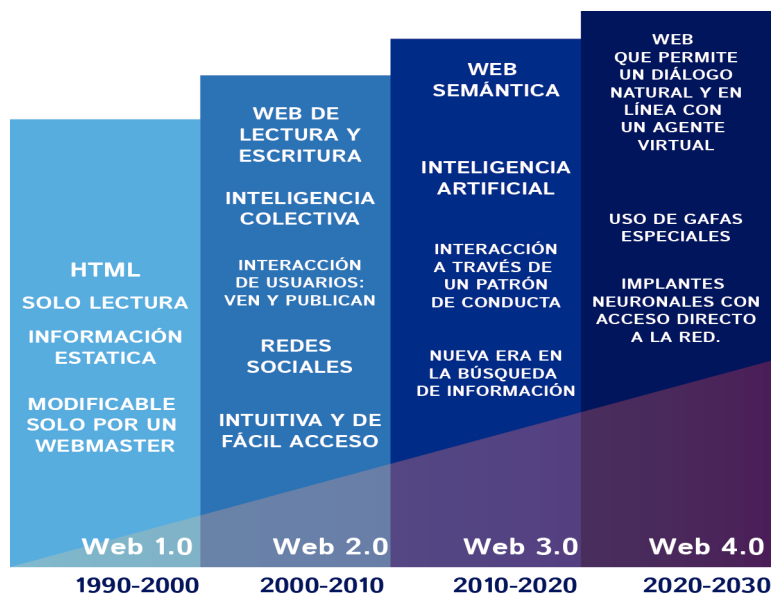 HTML
SOLO LECTURA
INFORMACIÓN
ESTATICA
MODIFICABLE
SOLO POR UN
WEBMASTER
Web 1.0
1990-2000
WEB DE
LECTURA Y
ESCRITURA
INTELIGENCIA
COLECTIVA
INTERACCIÓN
DE USUARIOS:
VEN Y PUBLICAN
REDES
SOCIALES
INTUITIVA Y DE
FÁCIL ACCESO
Web 2.0
2000-2010
WEB
SEMÁNTICA
INTELIGENCIA
ARTIFICIAL
INTERACCIÓN
A TRAVÉS DE
UN PATRÓN
DE CONDUCTA
NUEVA ERA EN
LA BÚSQUEDA
DE INFORMACIÓN
Web 3.0
2010-2020
WEB
QUE PERMITE
UN DIÁLOGO
NATURAL Y EN
LÍNEA CON
UN AGENTE
VIRTUAL
USO DE GAFAS
ESPECIALES
IMPLANTES
NEURONALES CON
ACCESO DIRECTO
A LA RED.
Web 4.0
2020-2030